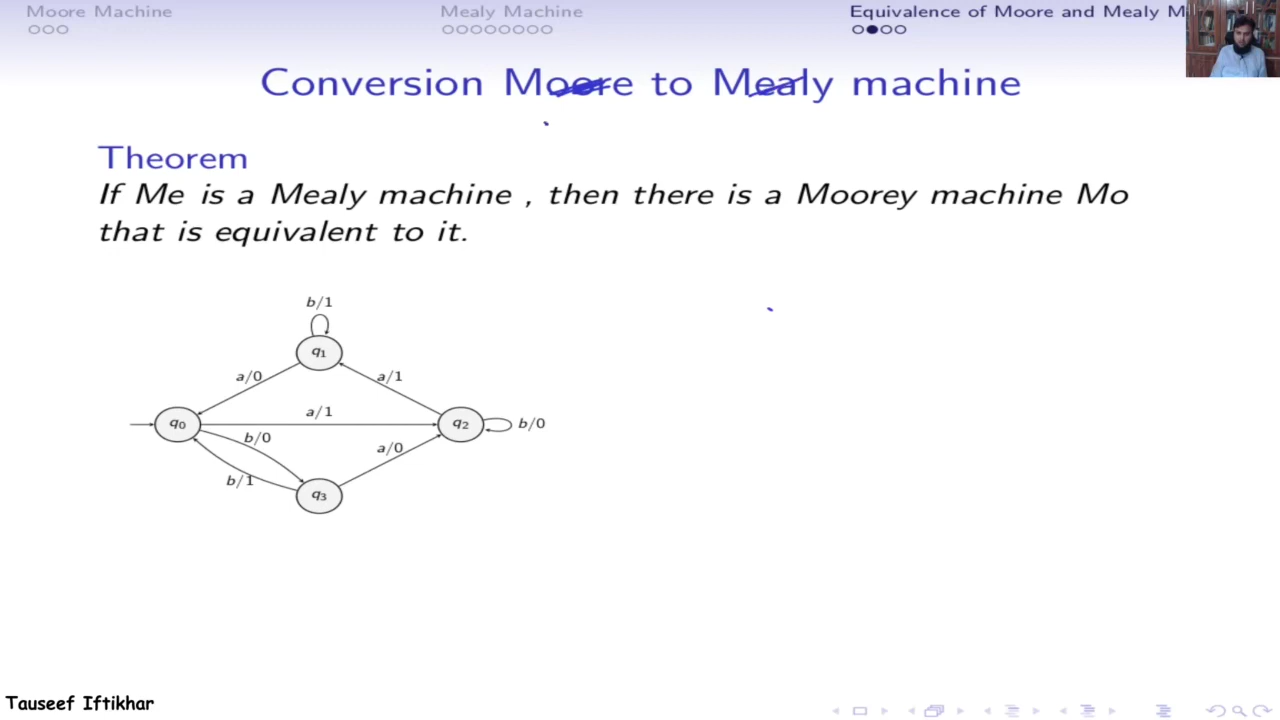 Moore Machine
Mealy Machine
Equivalence of Moore and Mealy M
Conversion Moore to Mealy machine
Theorem
If Me is a Mealy machine , then there is a Moorey machine Mo
that is equivalent to it.
b/1
q₁
a/0
a/1
a/1
q₀
q₂
b/0
b/0
a/0
b/1
q₃
Tauseef Iftikhar